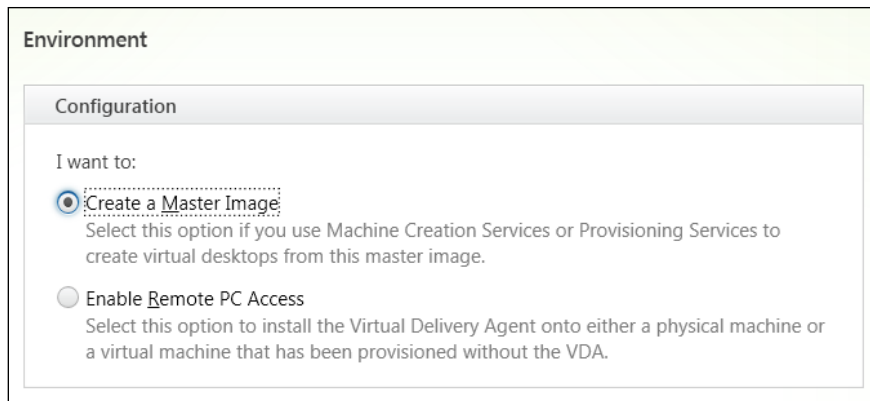 Environment
Configuration
I want to:
Create a Master Image
Select this option if you use Machine Creation Services or Provisioning Services to
create virtual desktops from this master image.
Enable Remote PC Access
Select this option to install the Virtual Delivery Agent onto either a physical machine or
a virtual machine that has been provisioned without the VDA.